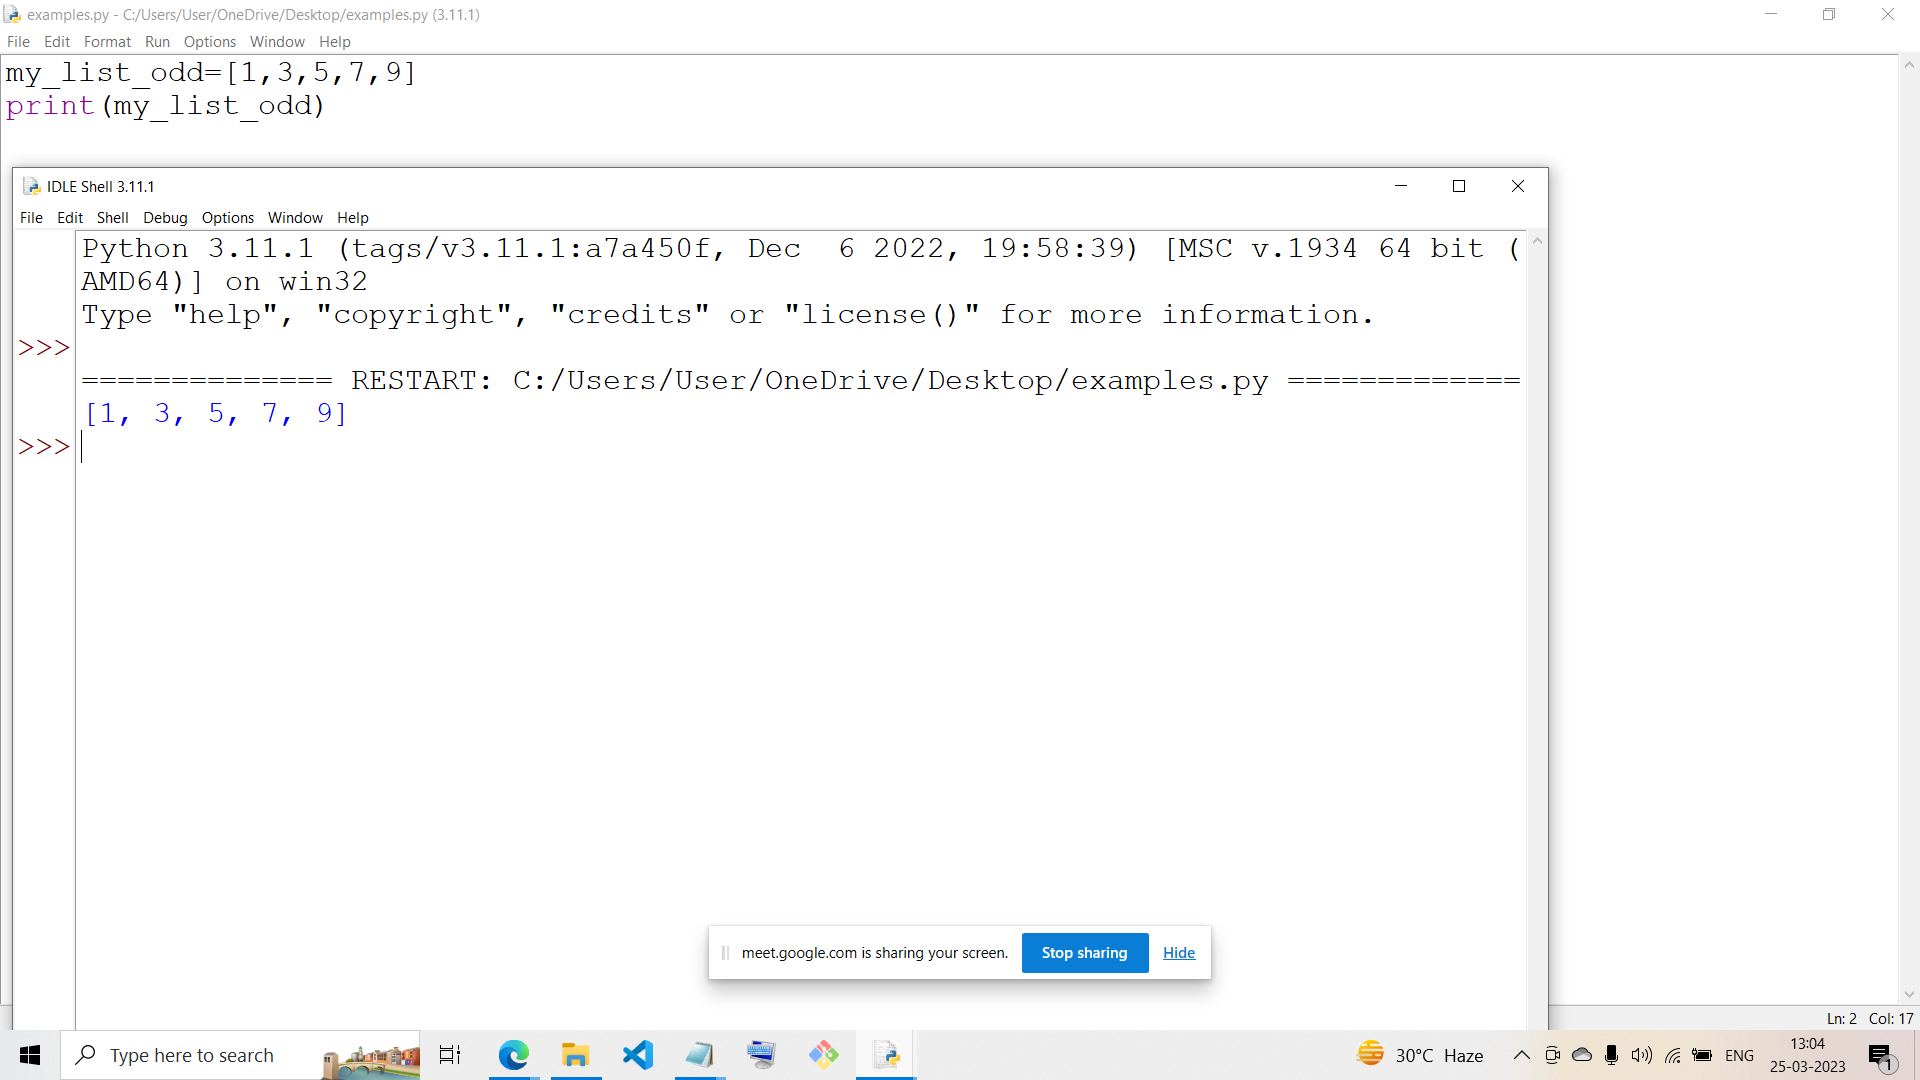 examples.py - C:/Users/User/OneDrive/Desktop/examples.py (3.11.1)
File Edit Format Run Options Window Help
my_list_odd=[1,3,5,7,9]
print(my_list_odd)
IDLE Shell 3.11.1
File Edit Shell Debug Options Window Help
Python 3.11.1 (tags/v3.11.1:a7a450f, Dec  6 2022, 19:58:39) [MSC v.1934 64 bit (
AMD64)] on win32
Type "help", "copyright", "credits" or "license()" for more information.
>>>
============== RESTART: C:/Users/User/OneDrive/Desktop/examples.py =============
[1, 3, 5, 7, 9]
>>>
meet.google.com is sharing your screen. Stop sharing Hide
Ln: 2 Col: 17
Type here to search
30°C Haze
ENG
13:04
25-03-2023
1